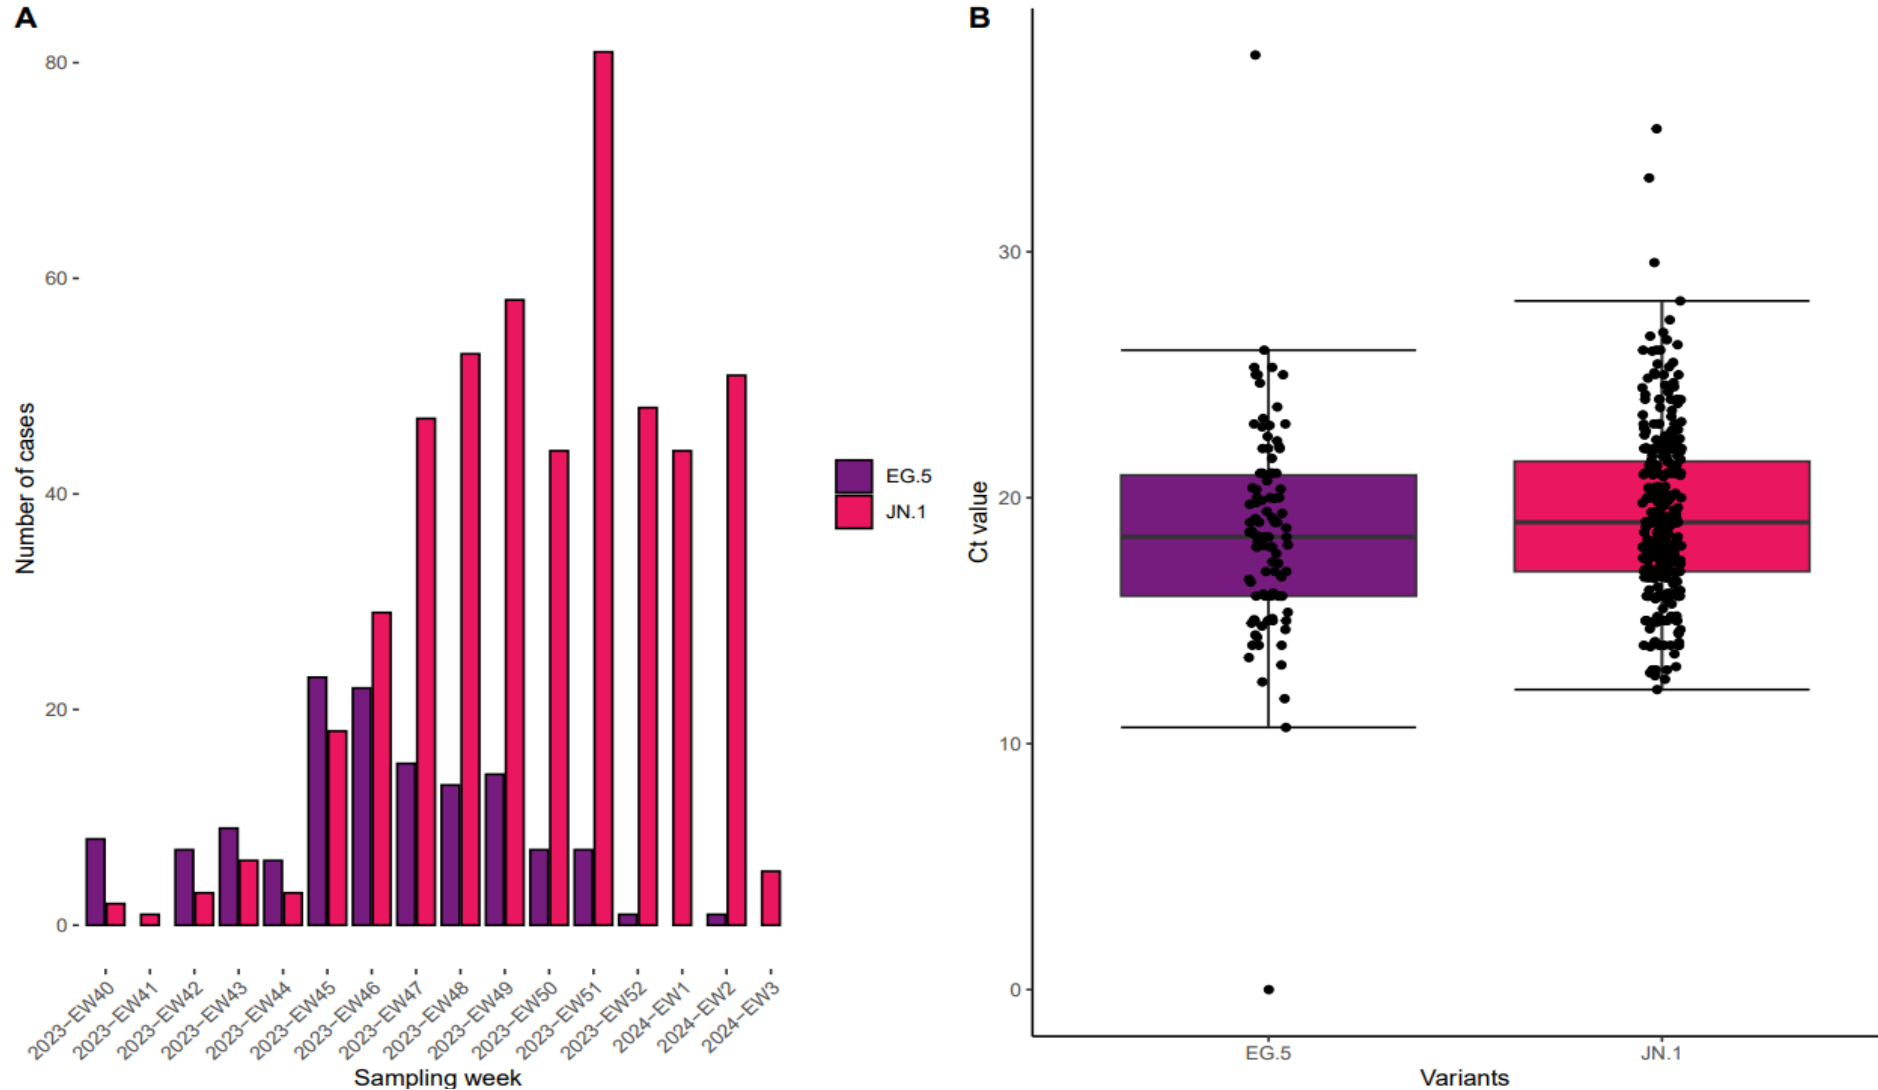 A
Number of cases
80
60
40
20
0
2023−EW40
2023−EW41
2023−EW42
2023−EW43
2023−EW44
2023−EW45
2023−EW46
2023−EW47
2023−EW48
2023−EW49
2023−EW50
2023−EW51
2023−EW52
2024−EW1
2024−EW2
2024−EW3
Sampling week
EG.5
JN.1
B
Ct value
30
20
10
0
EG.5
JN.1
Variants